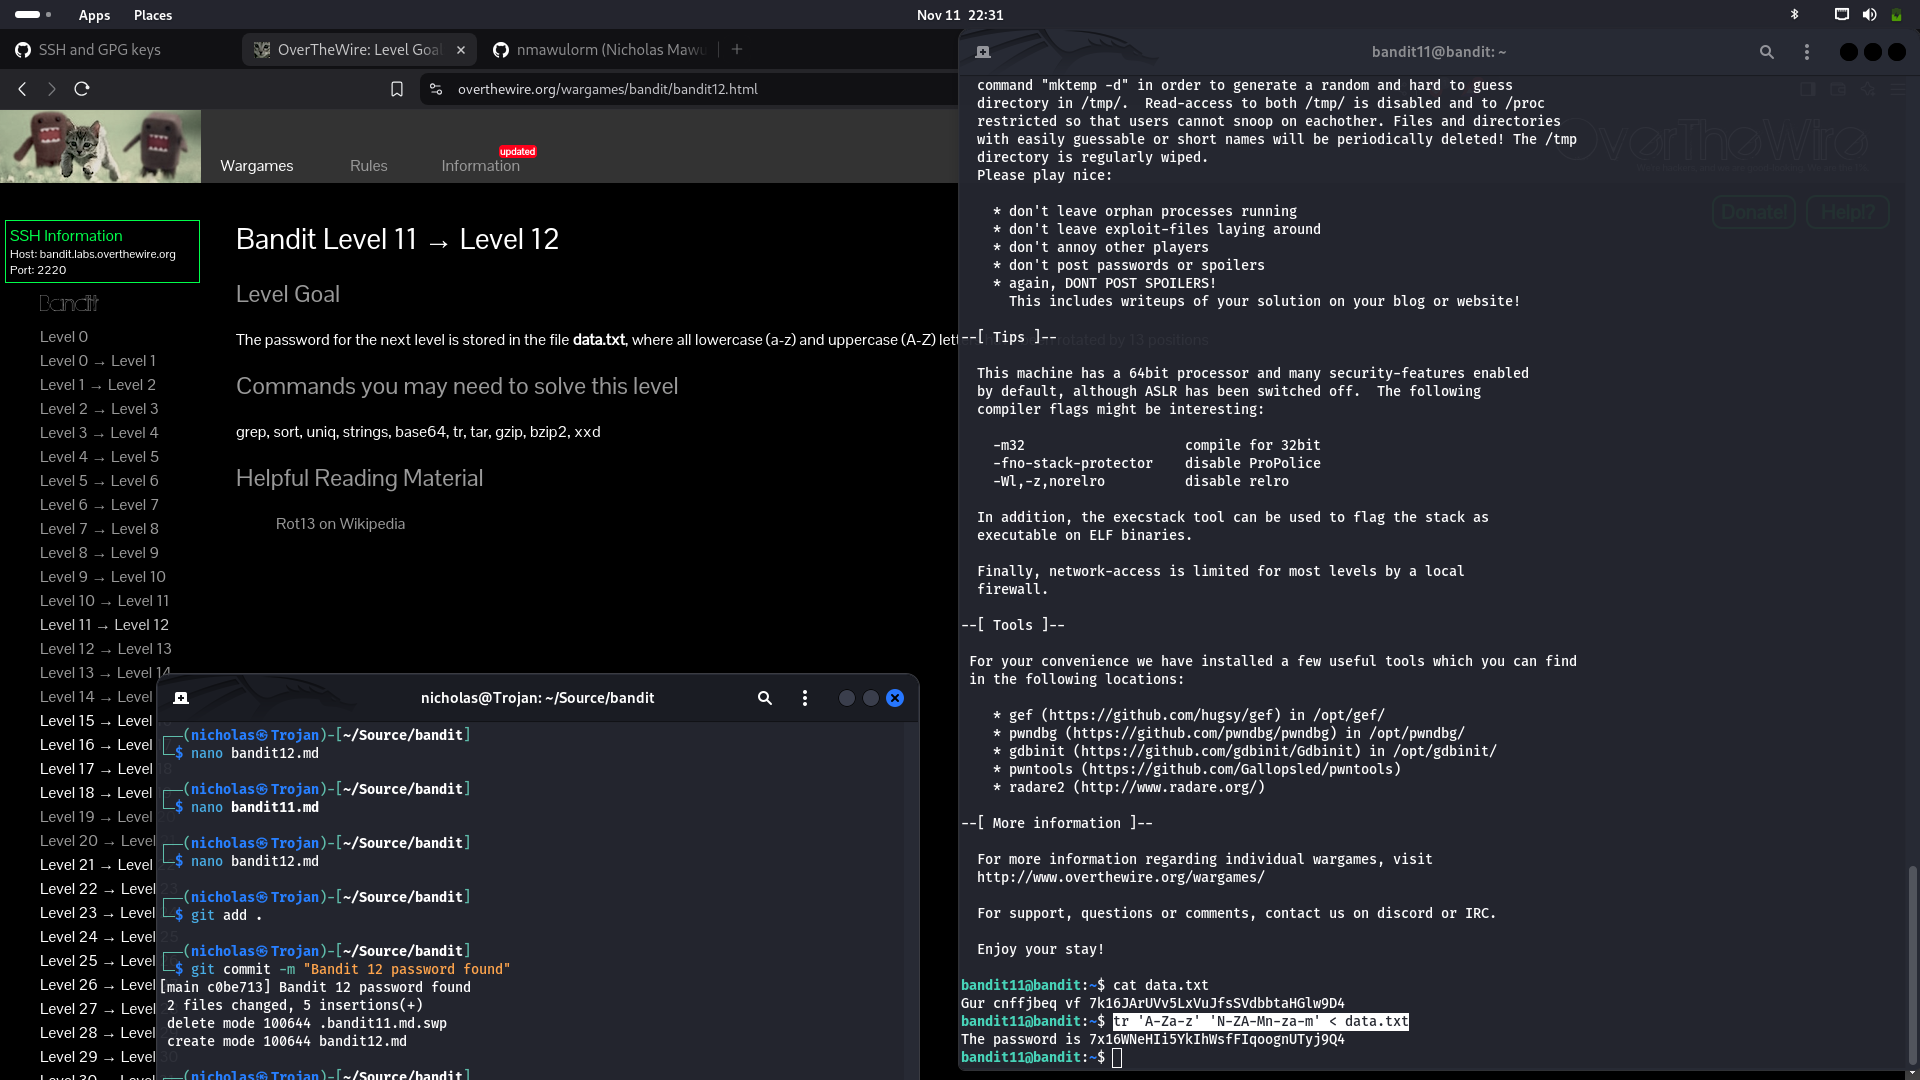 Apps Places Nov 11 22:31
SSH and GPG keys
OverTheWire: Level Goal
nmawulorm (Nicholas Mawu
overthewire.org/wargames/bandit/bandit12.html
Wargames
Rules
Information
updated
SSH Information
Host: bandit.labs.overthewire.org
Port: 2220
Bandit
Level 0
Level 0 → Level 1
Level 1 → Level 2
Level 2 → Level 3
Level 3 → Level 4
Level 4 → Level 5
Level 5 → Level 6
Level 6 → Level 7
Level 7 → Level 8
Level 8 → Level 9
Level 9 → Level 10
Level 10 → Level 11
Level 11 → Level 12
Level 12 → Level 13
Level 13 → Level 14
Level 14 → Level
Level 15 → Level
Level 16 → Level
Level 17 → Level 18
Level 18 → Level
Level 19 → Level 20
Level 20 → Level 21
Level 21 → Level 22
Level 22 → Level 23
Level 23 → Level
Level 24 → Level 25
Level 25 → Level
Level 26 → Level
Level 27 → Level
Level 28 → Level
Level 29 → Level 30
Level 30 → Level
Bandit Level 11 → Level 12
Level Goal
The password for the next level is stored in the file data.txt, where all lowercase (a-z) and uppercase (A-Z) letters have been rotated by 13 positions
Commands you may need to solve this level
grep, sort, uniq, strings, base64, tr, tar, gzip, bzip2, xxd
Helpful Reading Material
Rot13 on Wikipedia
nicholas@Trojan: ~/Source/bandit
┌──(nicholas㉿Trojan)-[~/Source/bandit]
└─$ nano bandit12.md
┌──(nicholas㉿Trojan)-[~/Source/bandit]
└─$ nano bandit11.md
┌──(nicholas㉿Trojan)-[~/Source/bandit]
└─$ nano bandit12.md
┌──(nicholas㉿Trojan)-[~/Source/bandit]
└─$ git add .
┌──(nicholas㉿Trojan)-[~/Source/bandit]
└─$ git commit -m "Bandit 12 password found"
[main c0be713] Bandit 12 password found
2 files changed, 5 insertions(+)
delete mode 100644 .bandit11.md.swp
create mode 100644 bandit12.md
┌──(nicholas㉿Trojan)-[~/Source/bandit]
bandit11@bandit: ~
command "mktemp -d" in order to generate a random and hard to guess
directory in /tmp/.  Read-access to both /tmp/ is disabled and to /proc
restricted so that users cannot snoop on eachother. Files and directories
with easily guessable or short names will be periodically deleted! The /tmp
directory is regularly wiped.
Please play nice:
* don't leave orphan processes running
* don't leave exploit-files laying around
* don't annoy other players
* don't post passwords or spoilers
* again, DONT POST SPOILERS!
This includes writeups of your solution on your blog or website!
--[ Tips ]--
This machine has a 64bit processor and many security-features enabled
by default, although ASLR has been switched off.  The following
compiler flags might be interesting:
-m32                    compile for 32bit
-fno-stack-protector    disable ProPolice
-Wl,-z,norelro          disable relro
In addition, the execstack tool can be used to flag the stack as
executable on ELF binaries.
Finally, network-access is limited for most levels by a local
firewall.
--[ Tools ]--
For your convenience we have installed a few useful tools which you can find
in the following locations:
* gef (https://github.com/hugsy/gef) in /opt/gef/
* pwndbg (https://github.com/pwndbg/pwndbg) in /opt/pwndbg/
* gdbinit (https://github.com/gdbinit/Gdbinit) in /opt/gdbinit/
* pwntools (https://github.com/Gallopsled/pwntools)
* radare2 (http://www.radare.org/)
--[ More information ]--
For more information regarding individual wargames, visit
http://www.overthewire.org/wargames/
For support, questions or comments, contact us on discord or IRC.
Enjoy your stay!
bandit11@bandit:~$ cat data.txt
Gur cnffjbeq vf 7k16JArUVv5LxVuJfsSVdbbtaHGlw9D4
bandit11@bandit:~$ tr 'A-Za-z' 'N-ZA-Mn-za-m' < data.txt
The password is 7x16WNeHIi5YkIhWsfFIqoognUTyj9Q4
bandit11@bandit:~$
OverTheWire
Donate!
Help!?